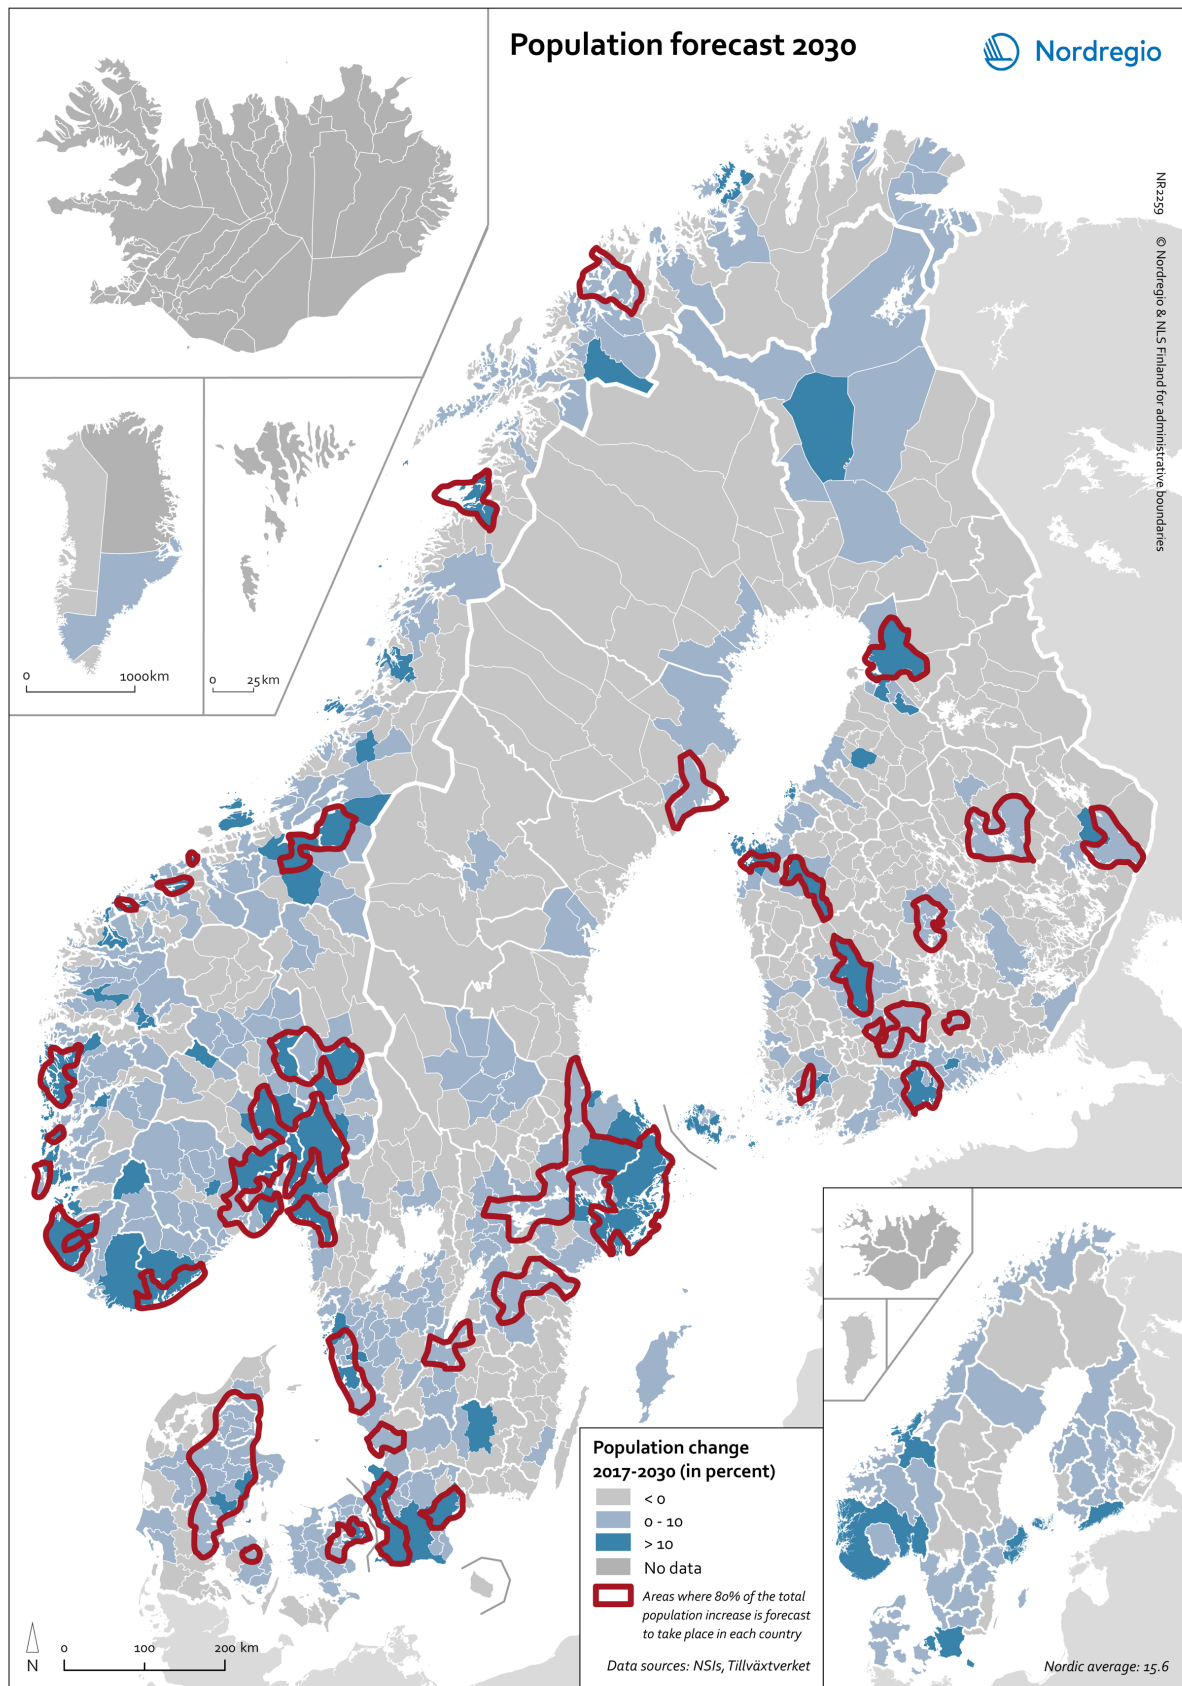 Population forecast 2030
Nordregio
NR2259 © Nordregio & NLS Finland for administrative boundaries
0 1000km
0 25km
Population change
2017-2030 (in percent)
< 0
0 - 10
> 10
No data
Areas where 80% of the total
population increase is forecast
to take place in each country
Data sources: NSIs, Tillväxtverket
Nordic average: 15.6
N
0 100 200 km